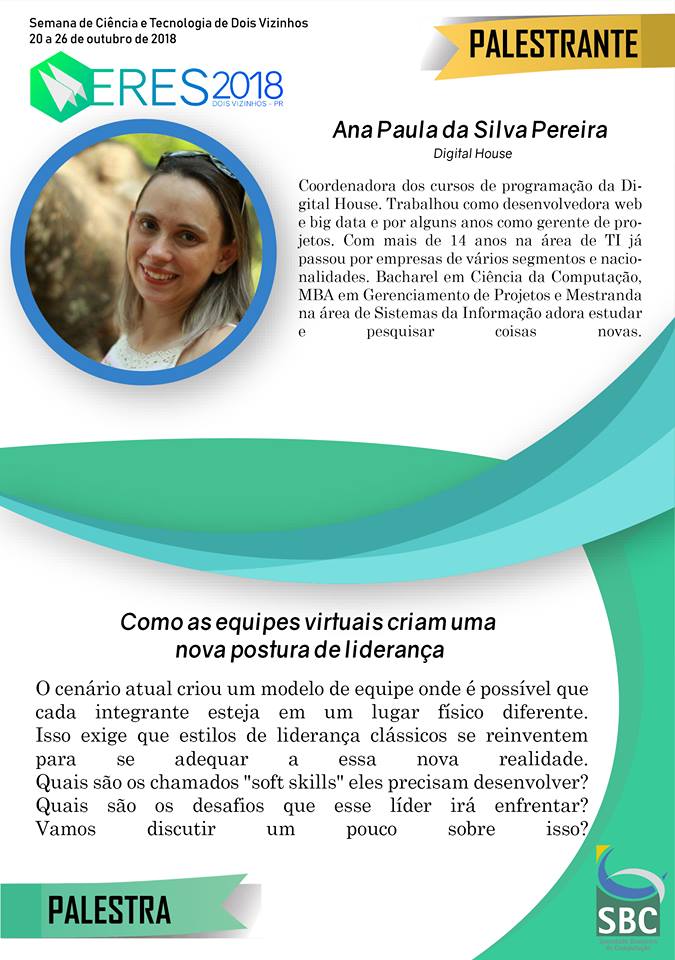 Semana de Ciência e Tecnologia de Dois Vizinhos
20 a 26 de outubro de 2018
PALESTRANTE
ERES 2018
DOIS VIZINHOS - PR
Ana Paula da Silva Pereira
Digital House
Coordenadora dos cursos de programação da Di-
gital House. Trabalhou como desenvolvedora web
e big data e por alguns anos como gerente de pro-
jetos. Com mais de 14 anos na área de TI já
passou por empresas de vários segmentos e nacio-
nalidades. Bacharel em Ciência da Computação,
MBA em Gerenciamento de Projetos e Mestranda
na área de Sistemas da Informação adora estudar
e pesquisar coisas novas.
Como as equipes virtuais criam uma
nova postura de liderança
O cenário atual criou um modelo de equipe onde é possível que
cada integrante esteja em um lugar físico diferente.
Isso exige que estilos de liderança clássicos se reinventem
para se adequar a essa nova realidade.
Quais são os chamados "soft skills" eles precisam desenvolver?
Quais são os desafios que esse líder irá enfrentar?
Vamos discutir um pouco sobre isso?
PALESTRA
SBC
Sociedade Brasileira
de Computação